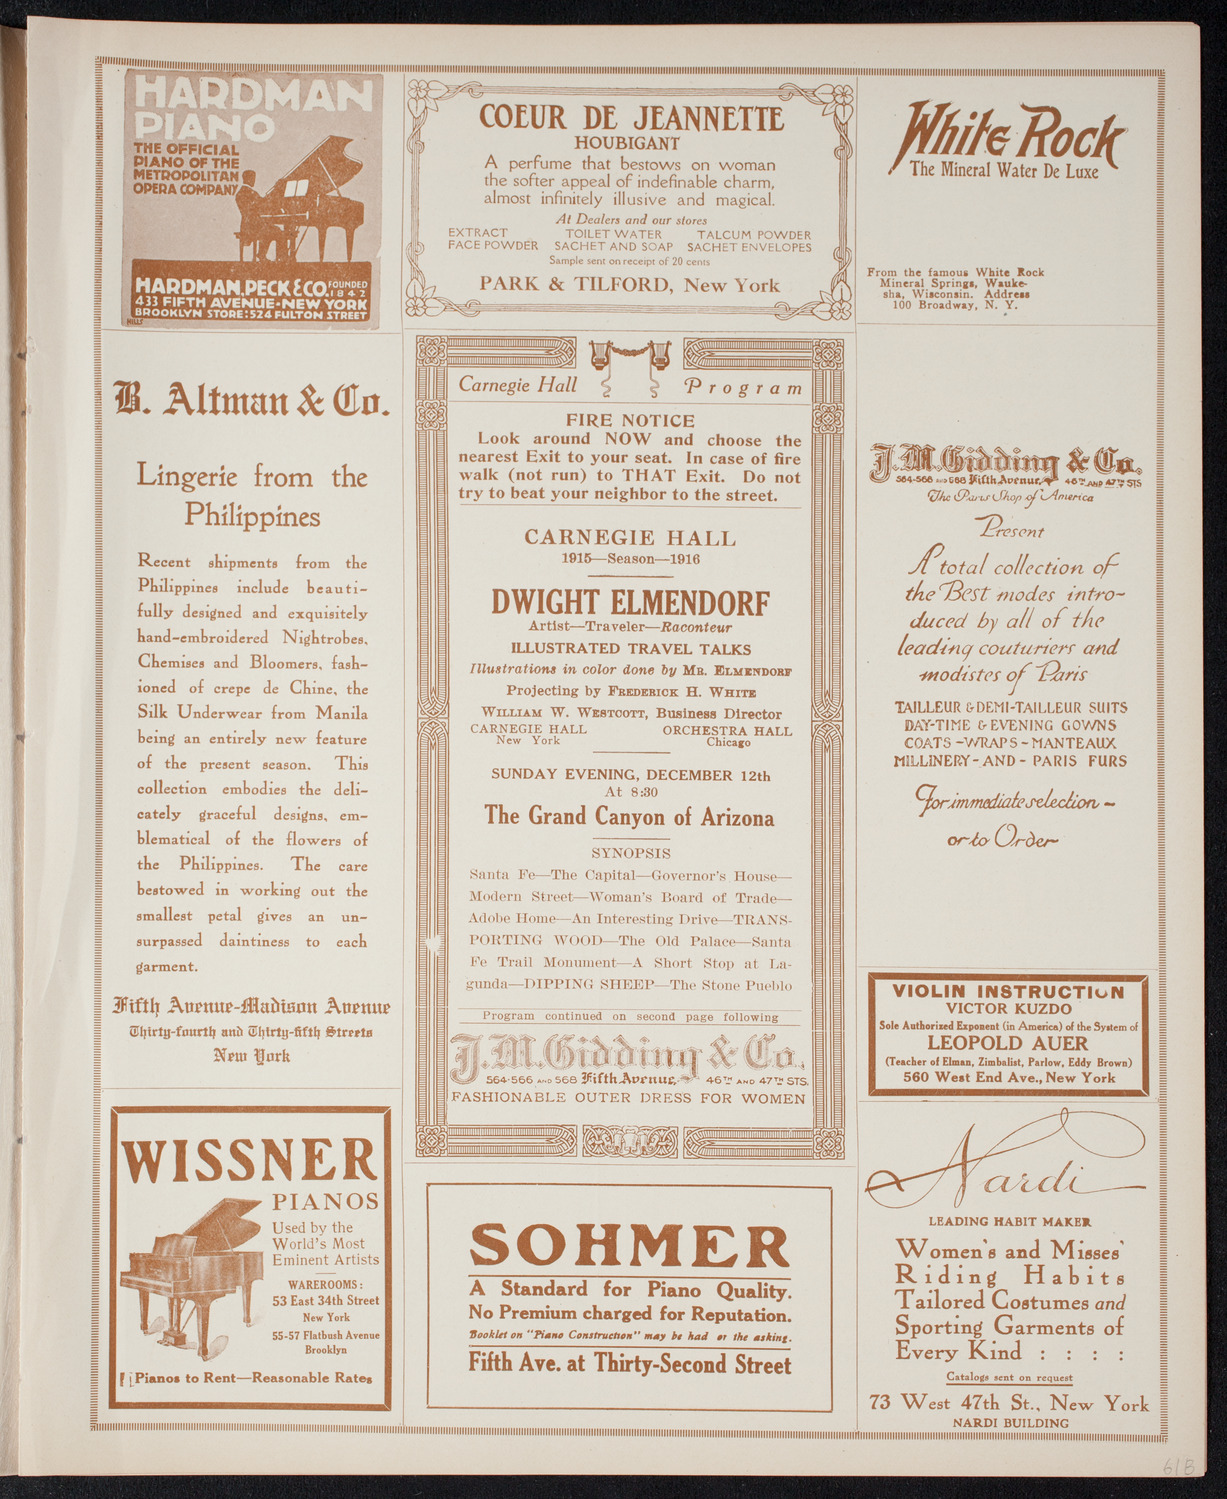 HARDMAN
PIANO
THE OFFICIAL
PIANO OF THE
METROPOLITAN
OPERA COMPANY
HARDMAN, PECK & CO. FOUNDED 1842
433 FIFTH AVENUE-NEW YORK
BROOKLYN STORE: 524 FULTON STREET
HILLS
B. Altman & Co.
Lingerie from the
Philippines
Recent shipments from the
Philippines include beauti-
fully designed and exquisitely
hand-embroidered Nightrobes,
Chemises and Bloomers, fash-
ioned of crepe de Chine, the
Silk Underwear from Manila
being an entirely new feature
of the present season. This
collection embodies the deli-
cately graceful designs, em-
blematical of the flowers of
the Philippines. The care
bestowed in working out the
smallest petal gives an un-
surpassed daintiness to each
garment.
Fifth Avenue-Madison Avenue
Thirty-fourth and Thirty-fifth Streets
New York
WISSNER
PIANOS
Used by the
World's Most
Eminent Artists
WAREROOMS:
53 East 34th Street
New York
55-57 Flatbush Avenue
Brooklyn
Pianos to Rent—Reasonable Rates
COEUR DE JEANNETTE
HOUBIGANT
A perfume that bestows on woman
the softer appeal of indefinable charm,
almost infinitely illusive and magical.
At Dealers and our stores
EXTRACT TOILET WATER TALCUM POWDER
FACE POWDER SACHET AND SOAP SACHET ENVELOPES
Sample sent on receipt of 20 cents
PARK & TILFORD, New York
Carnegie Hall Program
FIRE NOTICE
Look around NOW and choose the
nearest Exit to your seat. In case of fire
walk (not run) to THAT Exit. Do not
try to beat your neighbor to the street.
CARNEGIE HALL
1915—Season—1916
DWIGHT ELMENDORF
Artist—Traveler—Raconteur
ILLUSTRATED TRAVEL TALKS
Illustrations in color done by MR. ELMENDORF
Projecting by FREDERICK H. WHITE
WILLIAM W. WESTCOTT, Business Director
CARNEGIE HALL ORCHESTRA HALL
New York Chicago
SUNDAY EVENING, DECEMBER 12th
At 8:30
The Grand Canyon of Arizona
SYNOPSIS
Santa Fe—The Capital—Governor's House—
Modern Street—Woman's Board of Trade—
Adobe Home—An Interesting Drive—TRANS-
PORTING WOOD—The Old Palace—Santa
Fe Trail Monument—A Short Stop at La-
gunda—DIPPING SHEEP—The Stone Pueblo
Program continued on second page following
J.M. Gidding & Co.
564-566 AND 568 Fifth Avenue, 46TH AND 47TH STS.
FASHIONABLE OUTER DRESS FOR WOMEN
SOHMER
A Standard for Piano Quality.
No Premium charged for Reputation.
Booklet on "Piano Construction" may be had or the asking.
Fifth Ave. at Thirty-Second Street
White Rock
The Mineral Water De Luxe
From the famous White Rock
Mineral Springs, Wauke-
sha, Wisconsin. Address
100 Broadway, N. Y.
J.M. Gidding & Co.
564-566 AND 568 Fifth Avenue, 46TH AND 47TH STS
The Paris Shop of America
Present
A total collection of
the Best modes intro-
duced by all of the
leading couturiers and
modistes of Paris
TAILLEUR & DEMI-TAILLEUR SUITS
DAY-TIME & EVENING GOWNS
COATS - WRAPS - MANTEAUX
MILLINERY - AND - PARIS FURS
For immediate selection -
or to Order
VIOLIN INSTRUCTION
VICTOR KUZDO
Sole Authorized Exponent (in America) of the System of
LEOPOLD AUER
(Teacher of Elman, Zimbalist, Parlow, Eddy Brown)
560 West End Ave., New York
Nardi
LEADING HABIT MAKER
Women's and Misses'
Riding Habits
Tailored Costumes and
Sporting Garments of
Every Kind : : : :
Catalogs sent on request
73 West 47th St., New York
NARDI BUILDING
61B